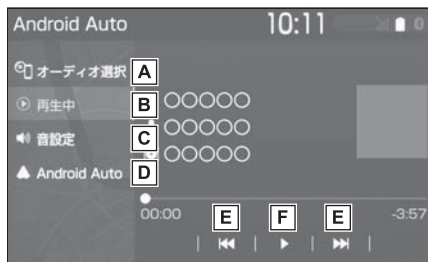 Android Auto 10:11
オーディオ選択 A
再生中 B ○○○○○
音設定 C ○○○○○
○○○○○
Android Auto D
00:00 E F E -3:57